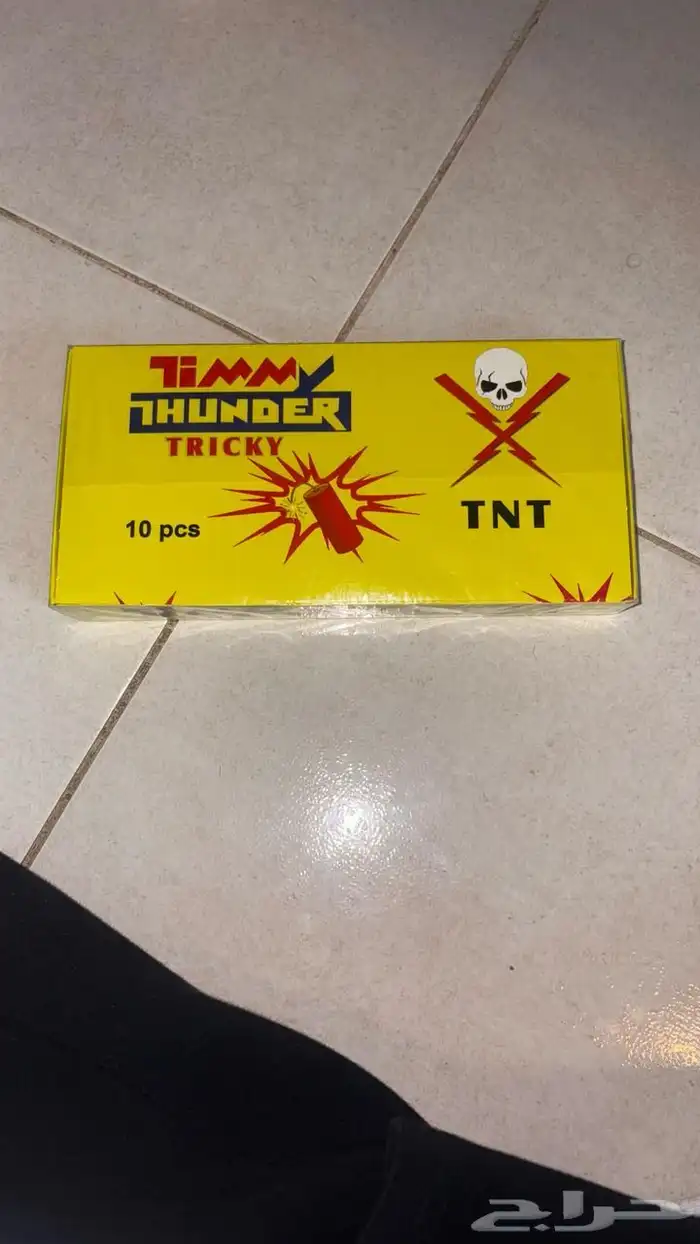 TIMMY
THUNDER
TRICKY
10 pcs
TNT
حراج